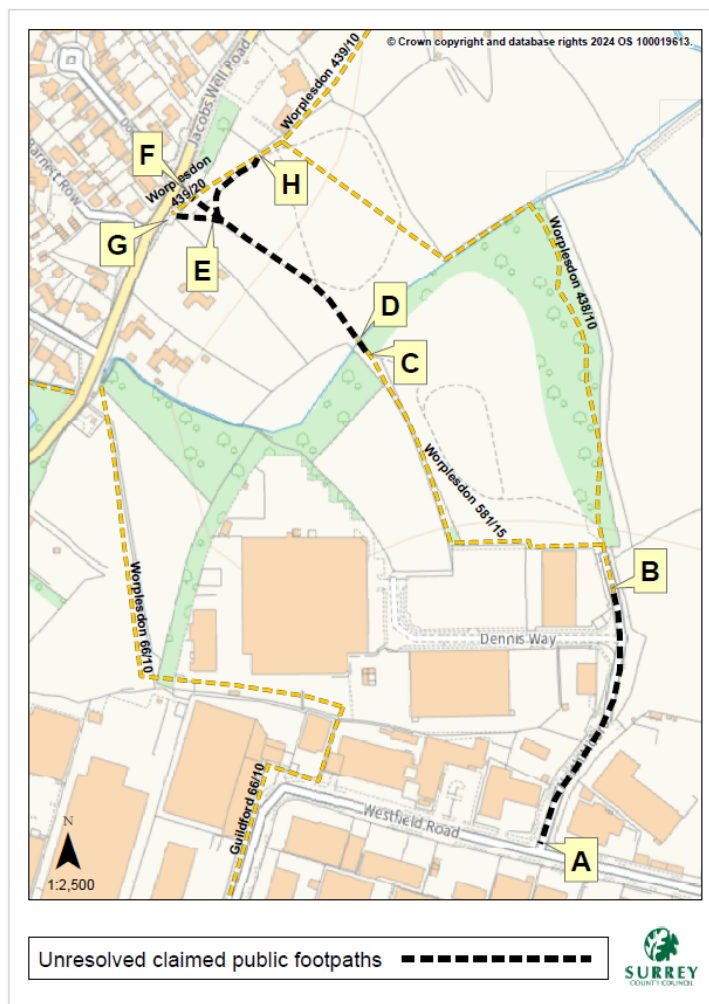 © Crown copyright and database rights 2024 OS 100019613.
Worplesdon 439/10
Jacobs Well Road
Barnett Row
F
Worplesdon
439/20
H
G
E
Worplesdon 438/10
D
C
Worplesdon 581/15
B
Worplesdon 66/10
Dennis Way
Guildford 66/10
Westfield Road
A
N
1:2,500
Unresolved claimed public footpaths
SURREY
COUNTY COUNCIL